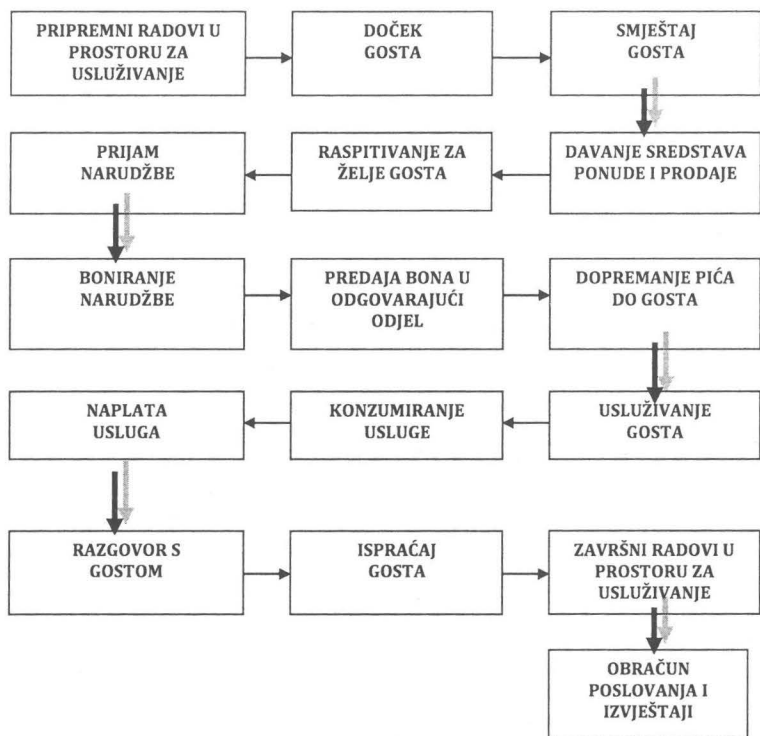 PRIPREMNI RADOVI U
PROSTORU ZA
USLUŽIVANJE
DOČEK
GOSTA
SMJEŠTAJ
GOSTA
DAVANJE SREDSTAVA
PONUDE I PRODAJE
RASPITIVANJE ZA
ŽELJE GOSTA
PRIJAM
NARUDŽBE
BONIRANJE
NARUDŽBE
PREDAJA BONA U
ODGOVARAJUĆI
ODJEL
DOPREMANJE PIĆA
DO GOSTA
USLUŽIVANJE
GOSTA
KONZUMIRANJE
USLUGE
NAPLATA
USLUGA
RAZGOVOR S
GOSTOM
ISPRAĆAJ
GOSTA
ZAVRŠNI RADOVI U
PROSTORU ZA
USLUŽIVANJE
OBRAČUN
POSLOVANJA I
IZVJEŠTAJI